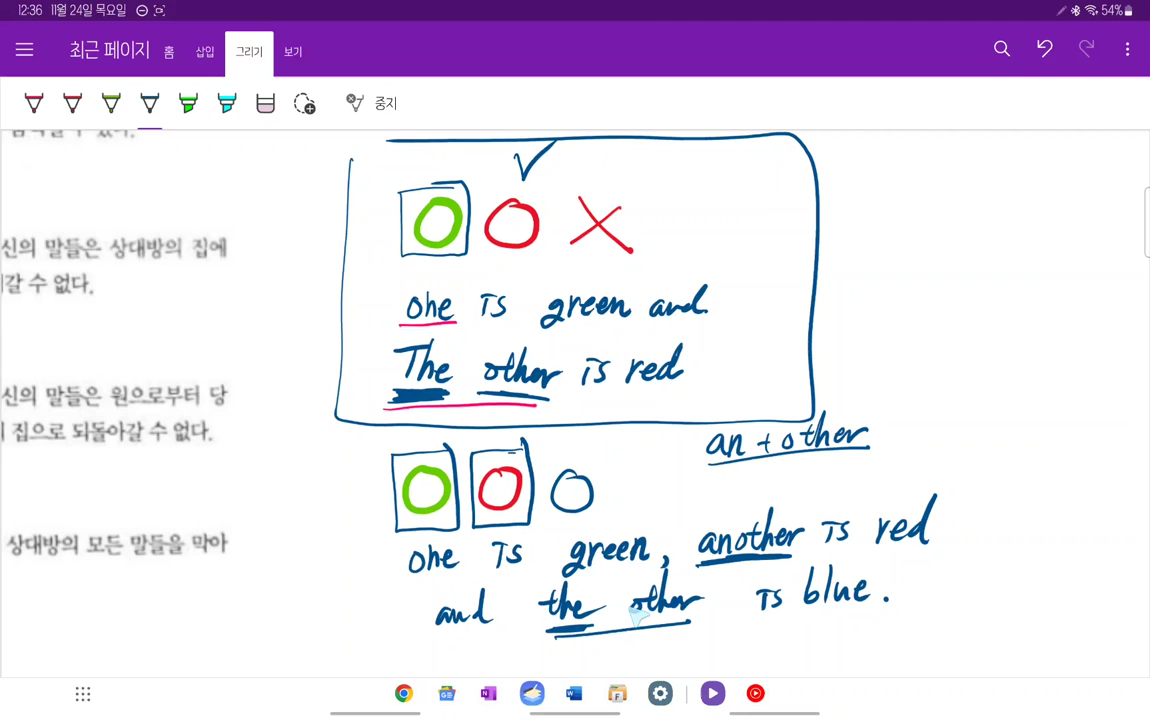 12:36 11월 24일 목요일
54%
최근 페이지 홈 삽입 그리기 보기
중지
신의 말들은 상대방의 집에
갈 수 없다.
신의 말들은 원으로부터 당
집으로 되돌아갈 수 없다.
상대방의 모든 말들을 막아
one is green and
The other is red
an + other
one is green, another is red
and the other is blue.